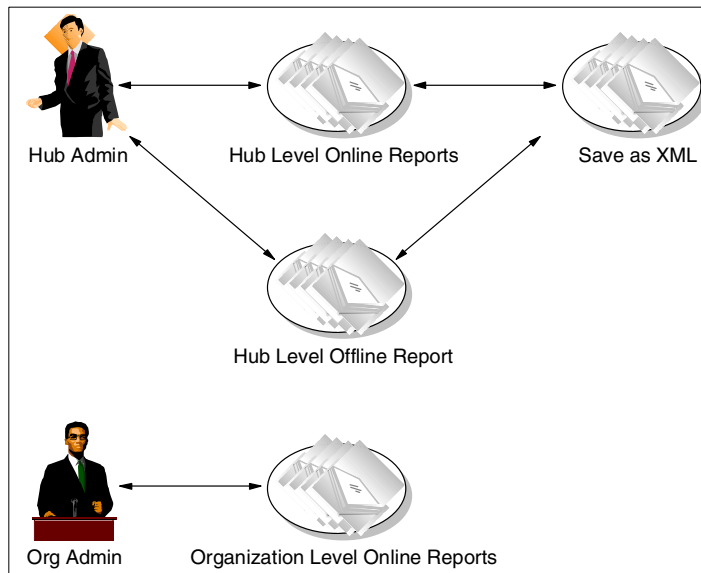 Hub Admin
Hub Level Online Reports
Save as XML
Hub Level Offline Report
Org Admin
Organization Level Online Reports